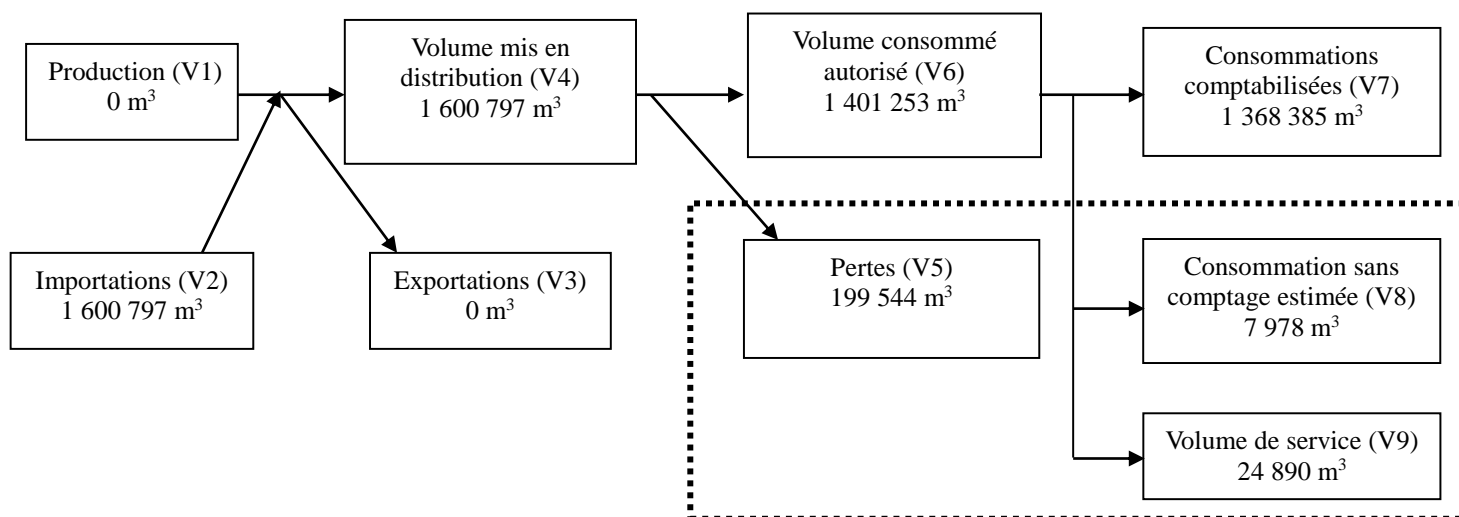 Production (V1)
0 m³
Volume mis en
distribution (V4)
1 600 797 m³
Volume consommé
autorisé (V6)
1 401 253 m³
Consommations
comptabilisées (V7)
1 368 385 m³
Importations (V2)
1 600 797 m³
Exportations (V3)
0 m³
Pertes (V5)
199 544 m³
Consommation sans
comptage estimée (V8)
7 978 m³
Volume de service (V9)
24 890 m³